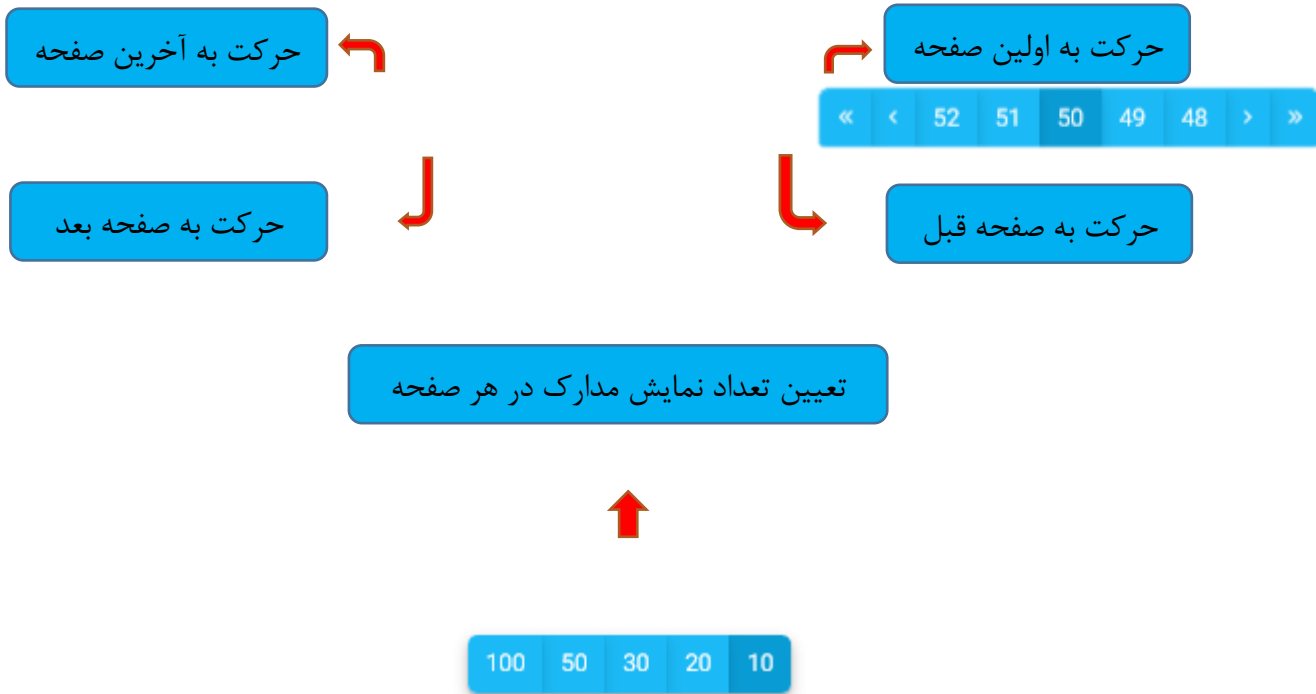 حرکت به اولین صفحه
حرکت به آخرین صفحه
« ‹ 52 51 50 49 48 › »
حرکت به صفحه قبل
حرکت به صفحه بعد
تعیین تعداد نمایش مدارک در هر صفحه
100 50 30 20 10